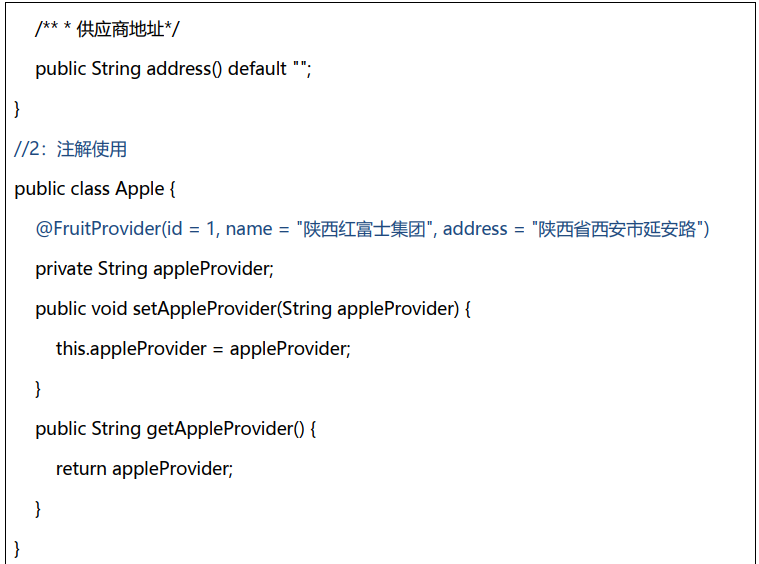 /** * 供应商地址*/
public String address() default "";
}
//2：注解使用
public class Apple {
@FruitProvider(id = 1, name = "陕西红富士集团", address = "陕西省西安市延安路")
private String appleProvider;
public void setAppleProvider(String appleProvider) {
this.appleProvider = appleProvider;
}
public String getAppleProvider() {
return appleProvider;
}
}